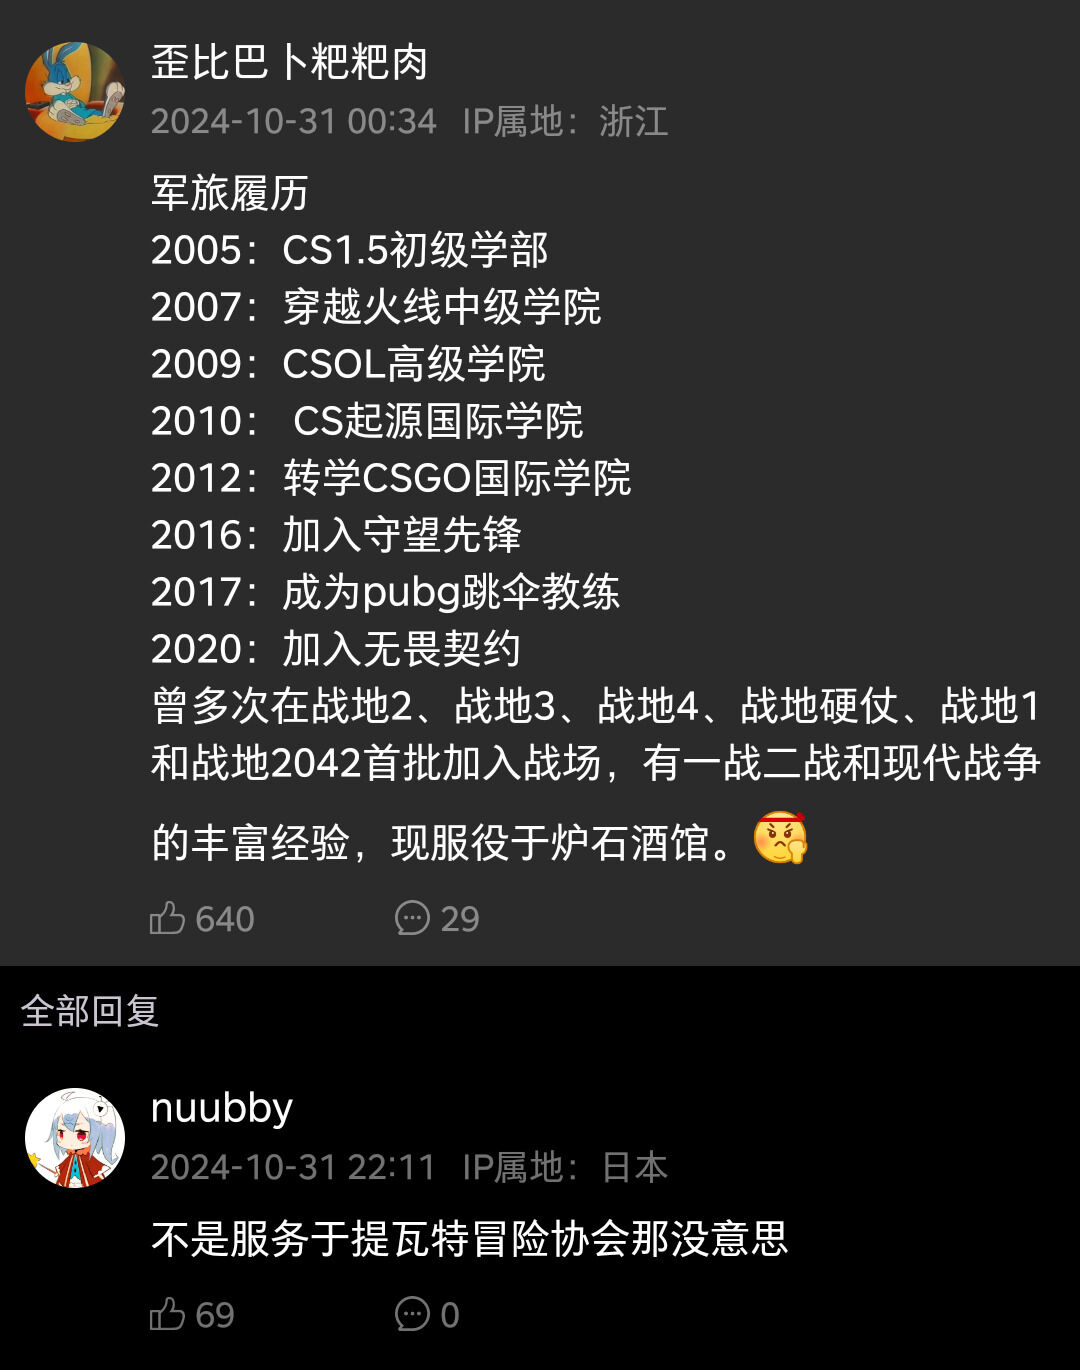 歪比巴卜粑粑肉
2024-10-31 00:34 IP属地：浙江
军旅履历
2005：CS1.5初级学部
2007：穿越火线中级学院
2009：CSOL高级学院
2010： CS起源国际学院
2012：转学CSGO国际学院
2016：加入守望先锋
2017：成为pubg跳伞教练
2020：加入无畏契约
曾多次在战地2、战地3、战地4、战地硬仗、战地1
和战地2042首批加入战场，有一战二战和现代战争
的丰富经验，现服役于炉石酒馆。
640 29
全部回复
nuubby
2024-10-31 22:11 IP属地：日本
不是服务于提瓦特冒险协会那没意思
69 0